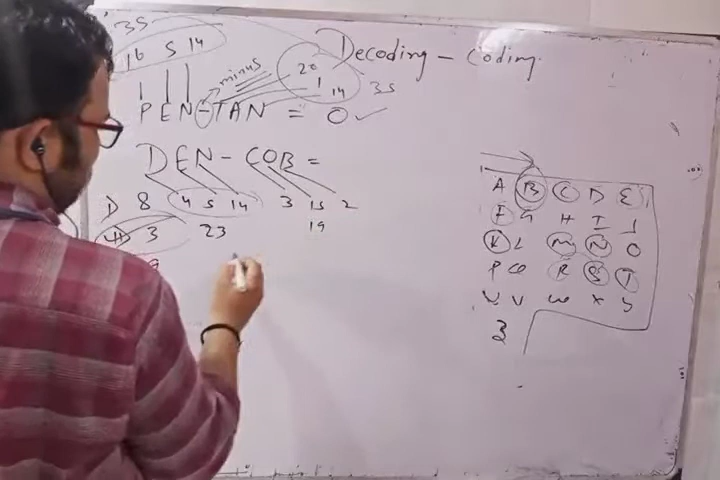 Decoding - Coding
35
16 5 14
minus
20
1
14 35
PEN - TAN = 0 ✓
DEN - COB =
8 4 5 14 3 15 2
3 23 19
A B C D E
F G H I J
K L M N O
P Q R S T
U V W X Y
Z